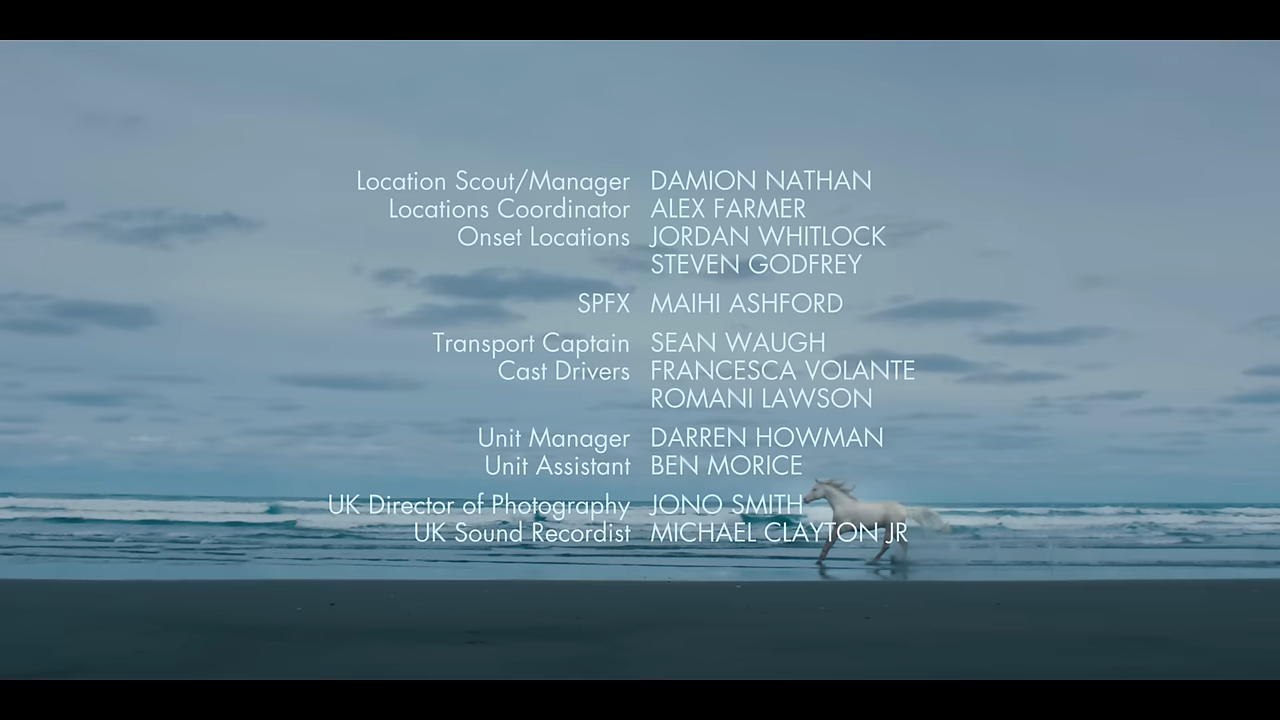 Location Scout/Manager DAMION NATHAN
Locations Coordinator ALEX FARMER
Onset Locations JORDAN WHITLOCK
STEVEN GODFREY
SPFX MAIHI ASHFORD
Transport Captain SEAN WAUGH
Cast Drivers FRANCESCA VOLANTE
ROMANI LAWSON
Unit Manager DARREN HOWMAN
Unit Assistant BEN MORICE
UK Director of Photography JONO SMITH
UK Sound Recordist MICHAEL CLAYTON JR